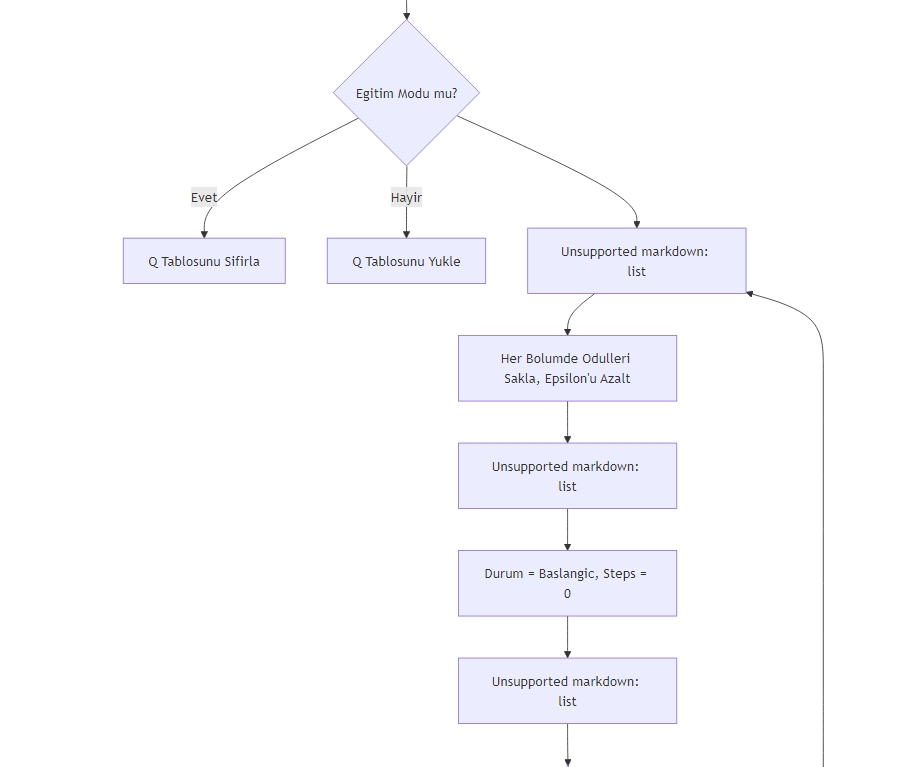 Egitim Modu mu?
Evet
Hayir
Q Tablosunu Sifirla
Q Tablosunu Yukle
Unsupported markdown:
list
Her Bolumde Odulleri
Sakla, Epsilon'u Azalt
Unsupported markdown:
list
Durum = Baslangic, Steps =
0
Unsupported markdown:
list